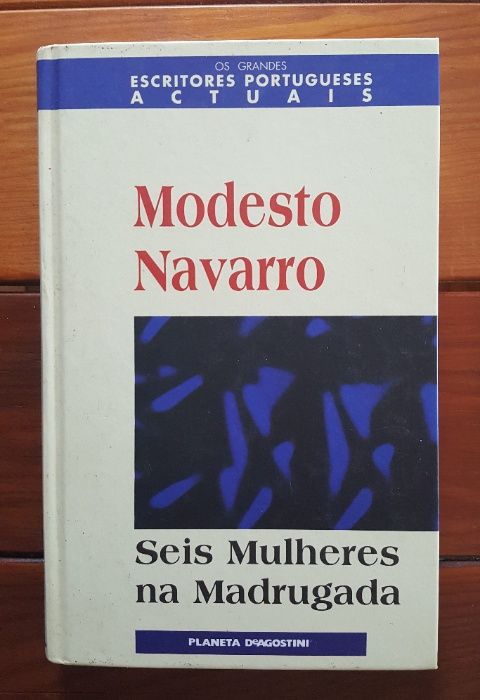 OS GRANDES
ESCRITORES PORTUGUESES
ACTUAIS
Modesto
Navarro
Seis Mulheres
na Madrugada
PLANETA DeAGOSTINI